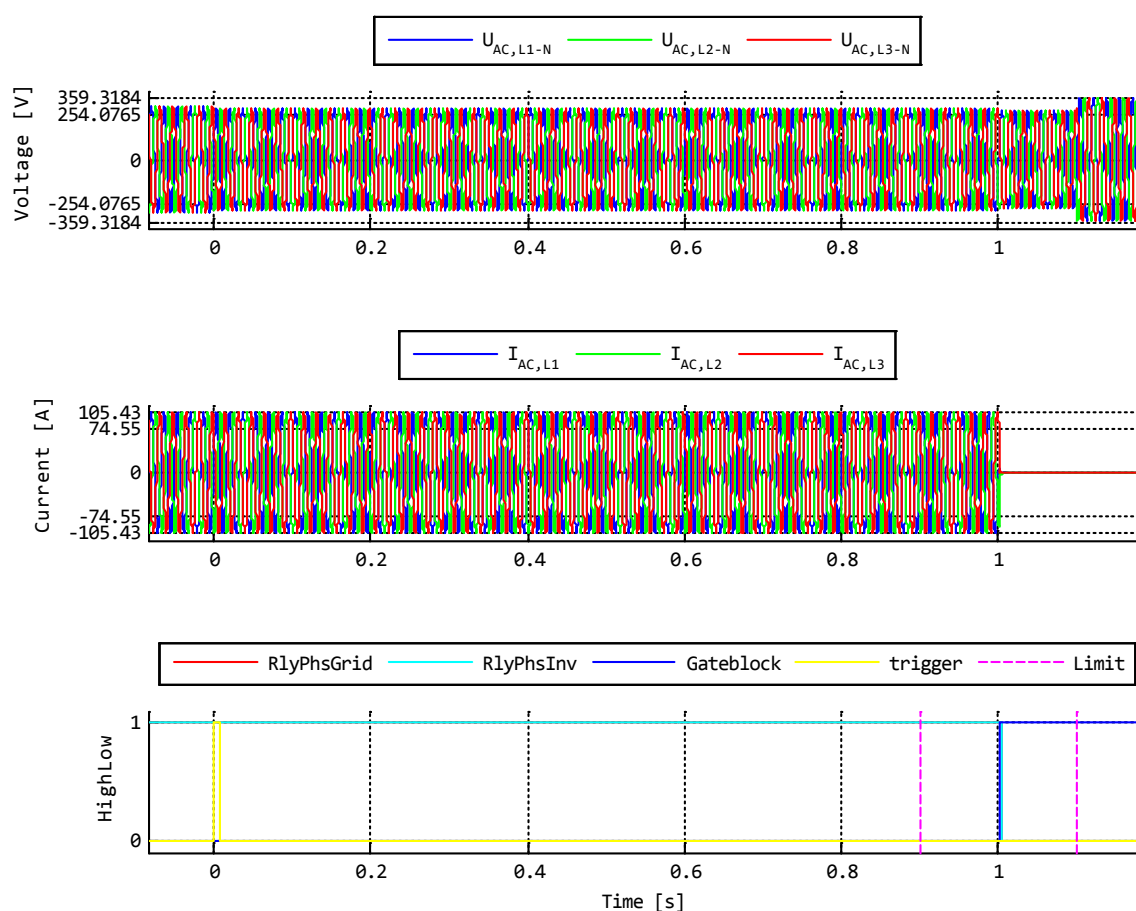 U_AC,L1-N U_AC,L2-N U_AC,L3-N
Voltage [V]
359.3184
254.0765
0
-254.0765
-359.3184
0 0.2 0.4 0.6 0.8 1
I_AC,L1 I_AC,L2 I_AC,L3
Current [A]
105.43
74.55
0
-74.55
-105.43
0 0.2 0.4 0.6 0.8 1
RlyPhsGrid RlyPhsInv Gateblock trigger Limit
HighLow
1
0
0 0.2 0.4 0.6 0.8 1
Time [s]